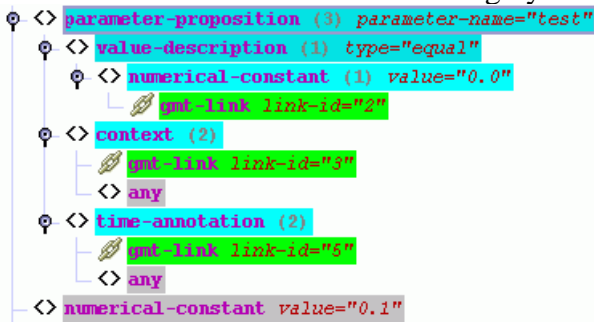 <> parameter-proposition (3) parameter-name="test"
<> value-description (1) type="equal"
<> numerical-constant (1) value="0.0"
gmt-link link-id="2"
<> context (2)
gmt-link link-id="3"
<> any
<> time-annotation (2)
gmt-link link-id="5"
<> any
<> numerical-constant value="0.1"